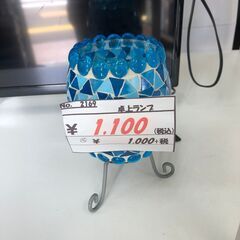 No. 2169 卓上ランプ
¥ 1,100 (税込)
¥ 1,000+税